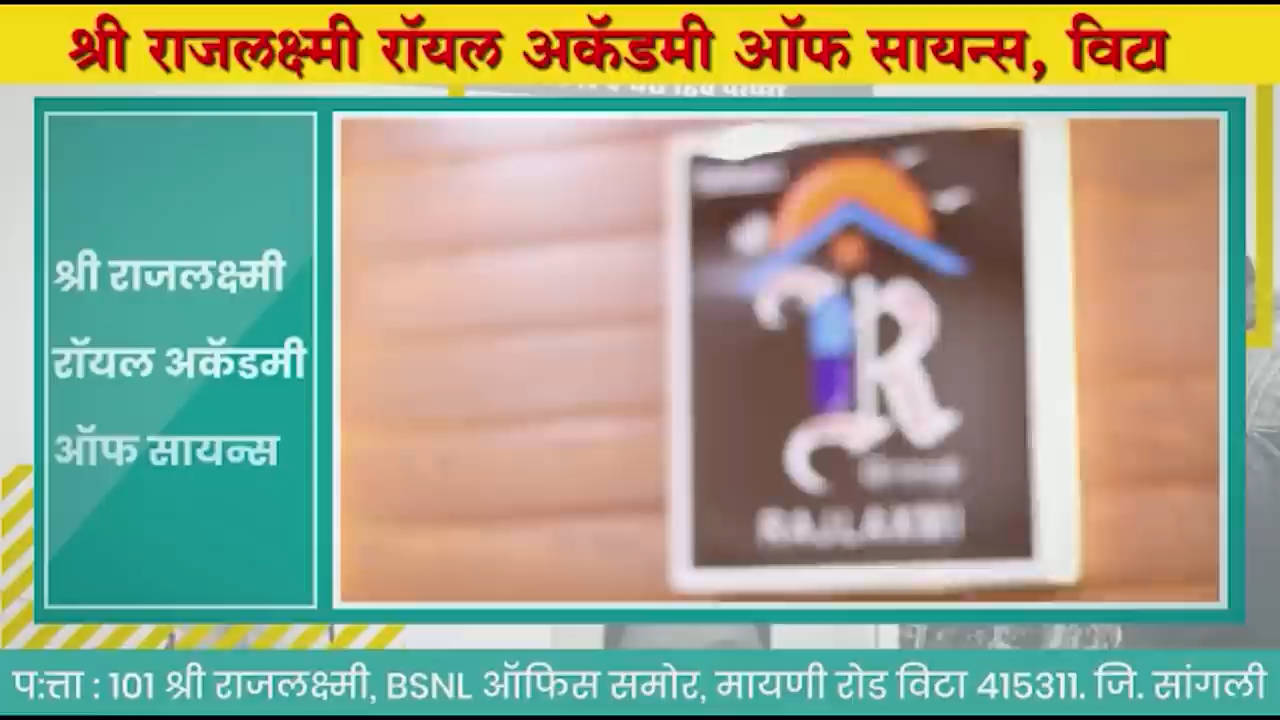 श्री राजलक्ष्मी रॉयल अकॅडमी ऑफ सायन्स, विटा
श्री राजलक्ष्मी
रॉयल अकॅडमी
ऑफ सायन्स
R
RAJLAXMI
प:त्ता : 101 श्री राजलक्ष्मी, BSNL ऑफिस समोर, मायणी रोड विटा 415311. जि. सांगली